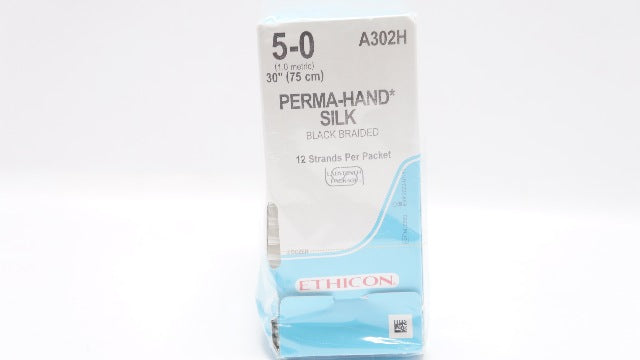 5-0
A302H
(1.0 metric)
30" (75 cm)
PERMA-HAND*
SILK
BLACK BRAIDED
12 Strands Per Packet
ETHICON